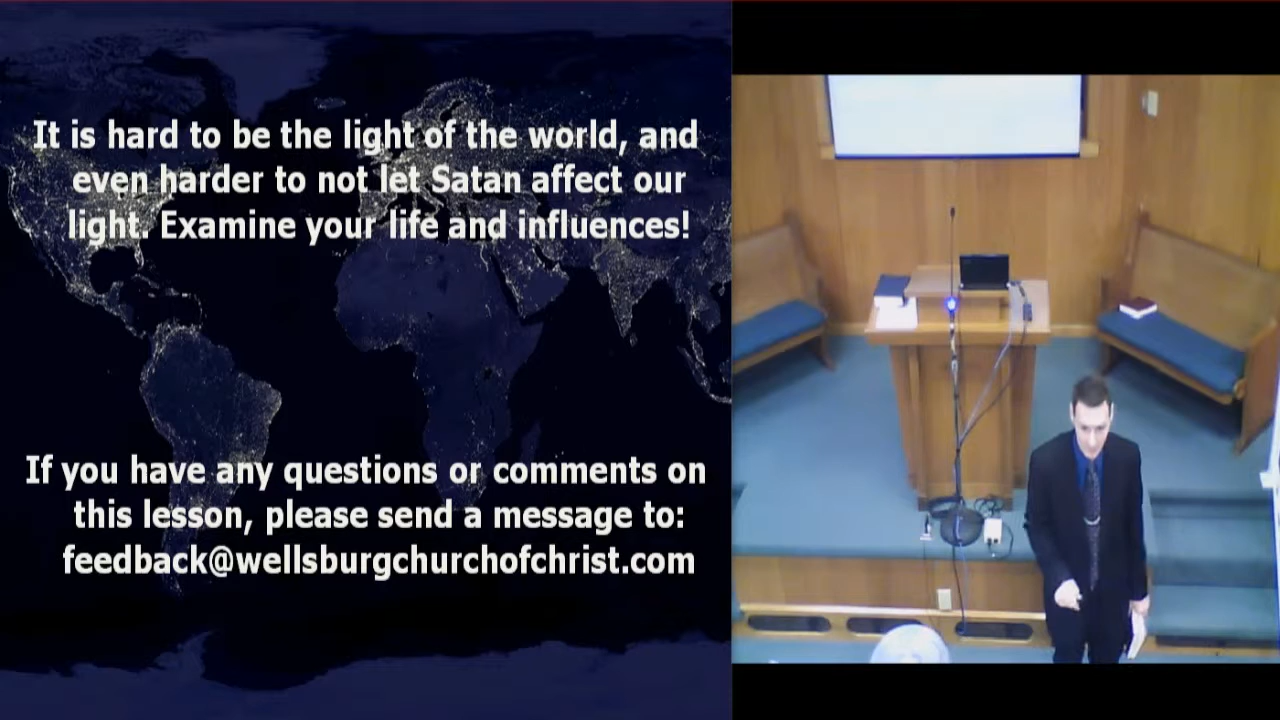 It is hard to be the light of the world, and
even harder to not let Satan affect our
light. Examine your life and influences!
If you have any questions or comments on
this lesson, please send a message to:
feedback@wellsburgchurchofchrist.com